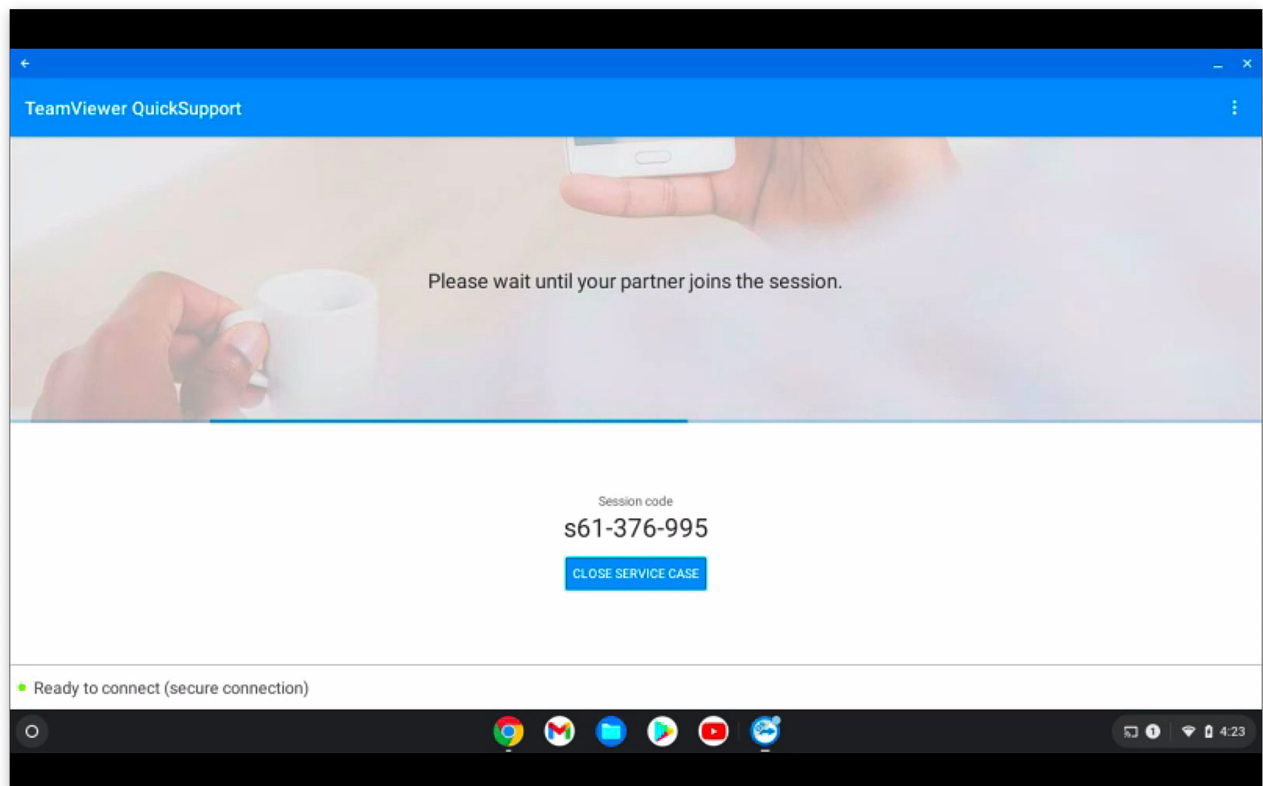 TeamViewer QuickSupport
Please wait until your partner joins the session.
Session code
s61-376-995
CLOSE SERVICE CASE
Ready to connect (secure connection)
1 4:23